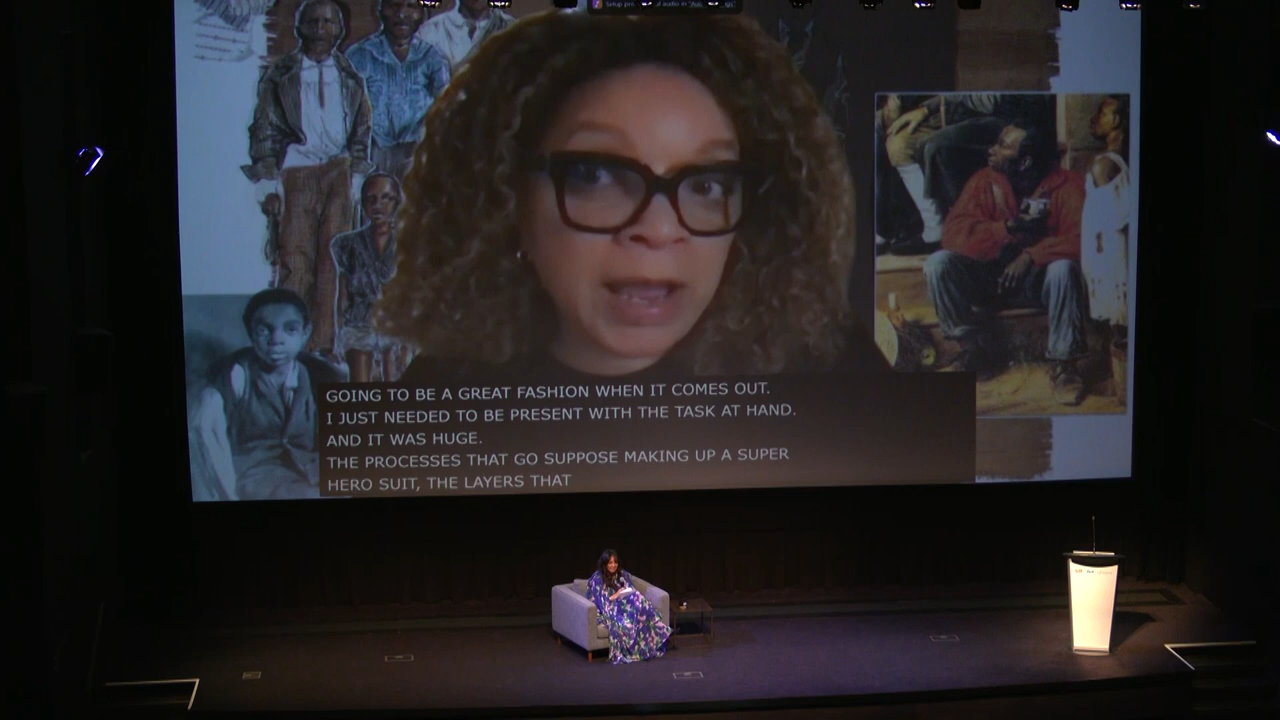 GOING TO BE A GREAT FASHION WHEN IT COMES OUT.
I JUST NEEDED TO BE PRESENT WITH THE TASK AT HAND.
AND IT WAS HUGE.
THE PROCESSES THAT GO SUPPOSE MAKING UP A SUPER
HERO SUIT, THE LAYERS THAT